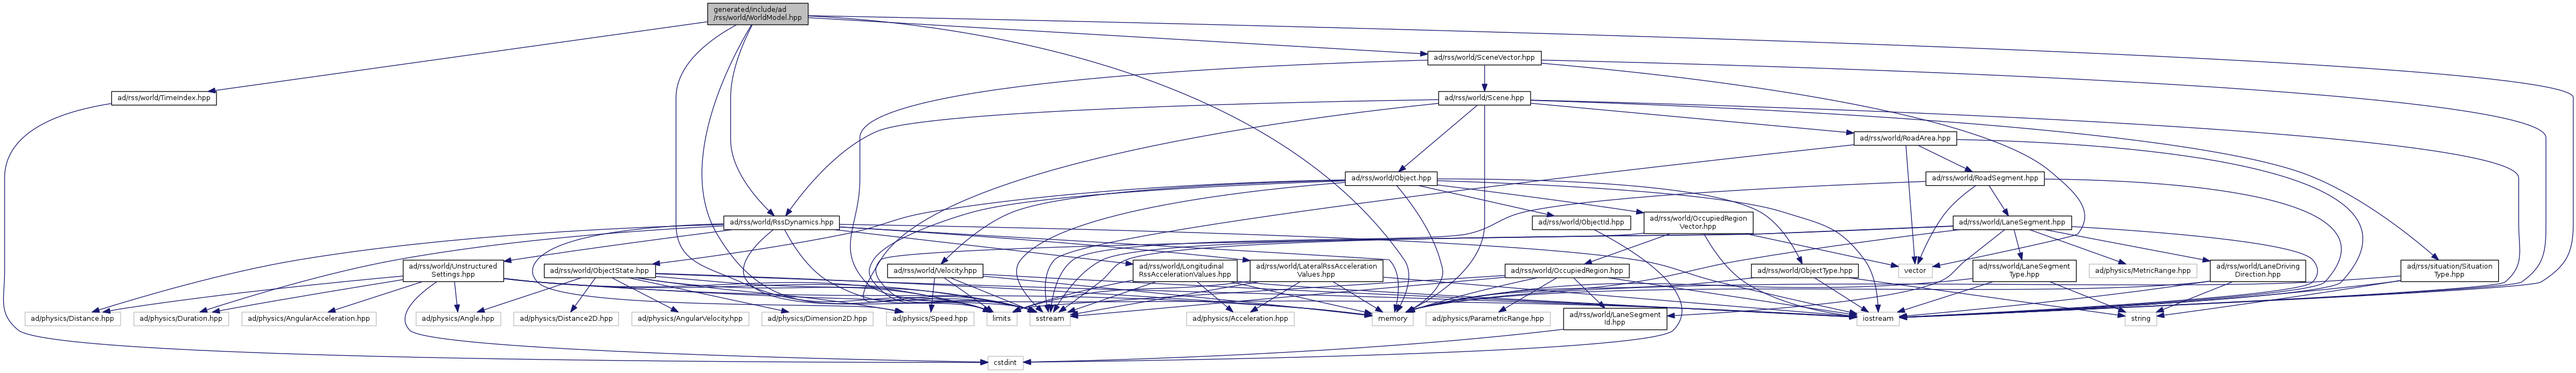 generated/include/ad
/rss/world/WorldModel.hpp
ad/rss/world/SceneVector.hpp
ad/rss/world/TimeIndex.hpp
ad/rss/world/Scene.hpp
ad/rss/world/RoadArea.hpp
ad/rss/world/Object.hpp
ad/rss/world/RoadSegment.hpp
ad/rss/world/RssDynamics.hpp
ad/rss/world/ObjectId.hpp
ad/rss/world/OccupiedRegion
Vector.hpp
ad/rss/world/LaneSegment.hpp
ad/rss/world/Unstructured
Settings.hpp
ad/rss/world/ObjectState.hpp
ad/rss/world/Velocity.hpp
ad/rss/world/Longitudinal
RssAccelerationValues.hpp
ad/rss/world/LateralRssAcceleration
Values.hpp
ad/rss/world/OccupiedRegion.hpp
ad/rss/world/ObjectType.hpp
vector
ad/rss/world/LaneSegment
Type.hpp
ad/physics/MetricRange.hpp
ad/rss/world/LaneDriving
Direction.hpp
ad/rss/situation/Situation
Type.hpp
ad/physics/Distance.hpp
ad/physics/Duration.hpp
ad/physics/AngularAcceleration.hpp
ad/physics/Angle.hpp
ad/physics/Distance2D.hpp
ad/physics/AngularVelocity.hpp
ad/physics/Dimension2D.hpp
ad/physics/Speed.hpp
limits
sstream
ad/physics/Acceleration.hpp
memory
ad/physics/ParametricRange.hpp
ad/rss/world/LaneSegment
Id.hpp
iostream
string
cstdint